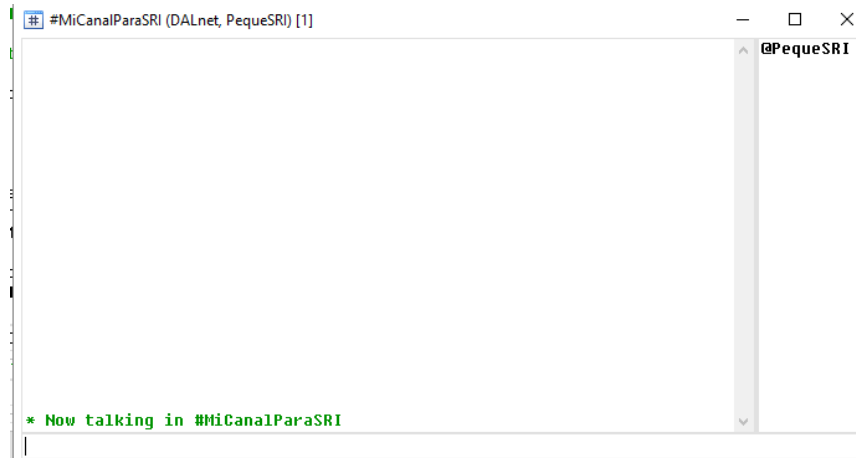 #MiCanalParaSRI (DALnet, PequeSRI) [1]
@PequeSRI
* Now talking in #MiCanalParaSRI